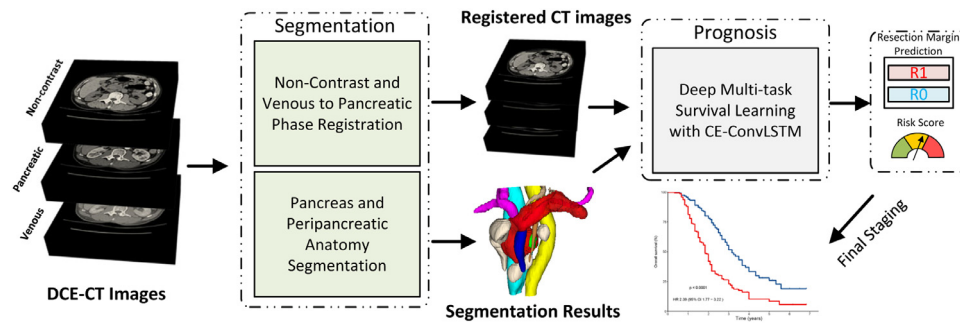 Non-contrast
Pancreatic
Venous
DCE-CT Images
Segmentation
Non-Contrast and
Venous to Pancreatic
Phase Registration
Pancreas and
Peripancreatic
Anatomy
Segmentation
Registered CT images
Segmentation Results
Prognosis
Deep Multi-task
Survival Learning
with CE-ConvLSTM
Resection Margin
Prediction
R1
R0
Risk Score
Final Staging
Overall survival (%)
Time (years)